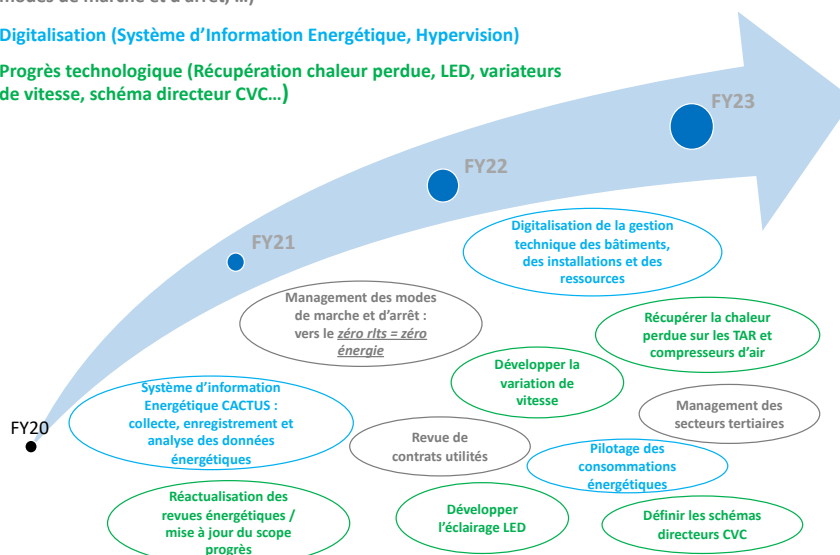 modes de marche et d'arrêt, …)
Digitalisation (Système d'Information Energétique, Hypervision)
Progrès technologique (Récupération chaleur perdue, LED, variateurs
de vitesse, schéma directeur CVC…)
FY23
FY22
FY21
FY20
Digitalisation de la gestion
technique des bâtiments,
des installations et des
ressources
Management des modes
de marche et d'arrêt :
vers le zéro rlts = zéro
énergie
Récupérer la chaleur
perdue sur les TAR et
compresseurs d'air
Développer la
variation de
vitesse
Système d'information
Energétique CACTUS :
collecte, enregistrement et
analyse des données
énergétiques
Management des
secteurs tertiaires
Revue de
contrats utilités
Pilotage des
consommations
énergétiques
Réactualisation des
revues énergétiques /
mise à jour du scope
progrès
Développer
l'éclairage LED
Définir les schémas
directeurs CVC